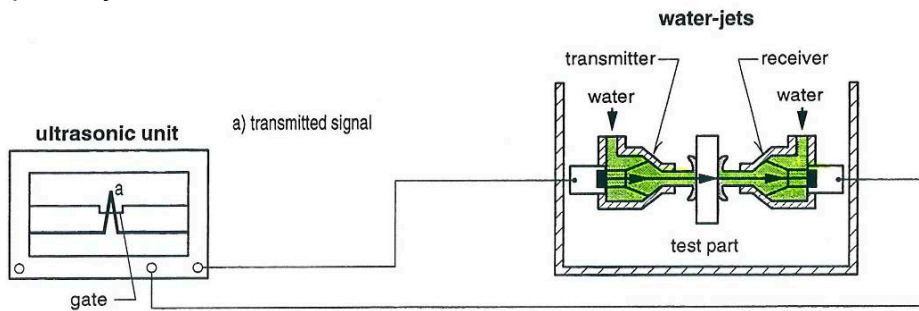 water-jets
transmitter
receiver
water
water
a) transmitted signal
ultrasonic unit
a
test part
gate